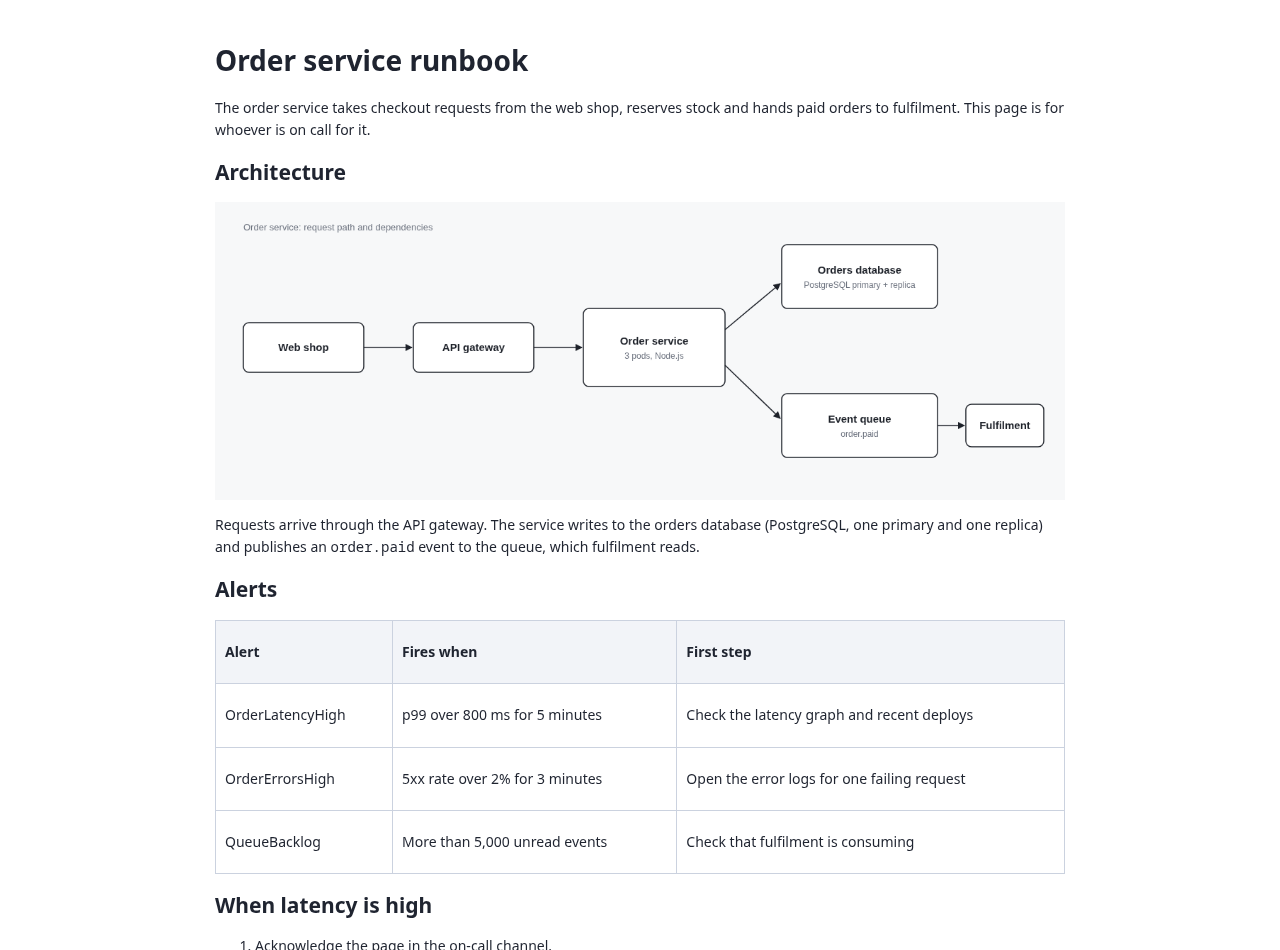 Order service runbook
The order service takes checkout requests from the web shop, reserves stock and hands paid orders to fulfilment. This page is for
whoever is on call for it.
Architecture
Order service: request path and dependencies
Orders database
PostgreSQL primary + replica
Web shop
API gateway
Order service
3 pods, Node.js
Event queue
order.paid
Fulfilment
Requests arrive through the API gateway. The service writes to the orders database (PostgreSQL, one primary and one replica)
and publishes an order.paid event to the queue, which fulfilment reads.
Alerts
Alert Fires when First step
OrderLatencyHigh p99 over 800 ms for 5 minutes Check the latency graph and recent deploys
OrderErrorsHigh 5xx rate over 2% for 3 minutes Open the error logs for one failing request
QueueBacklog More than 5,000 unread events Check that fulfilment is consuming
When latency is high
1. Acknowledge the page in the on-call channel.